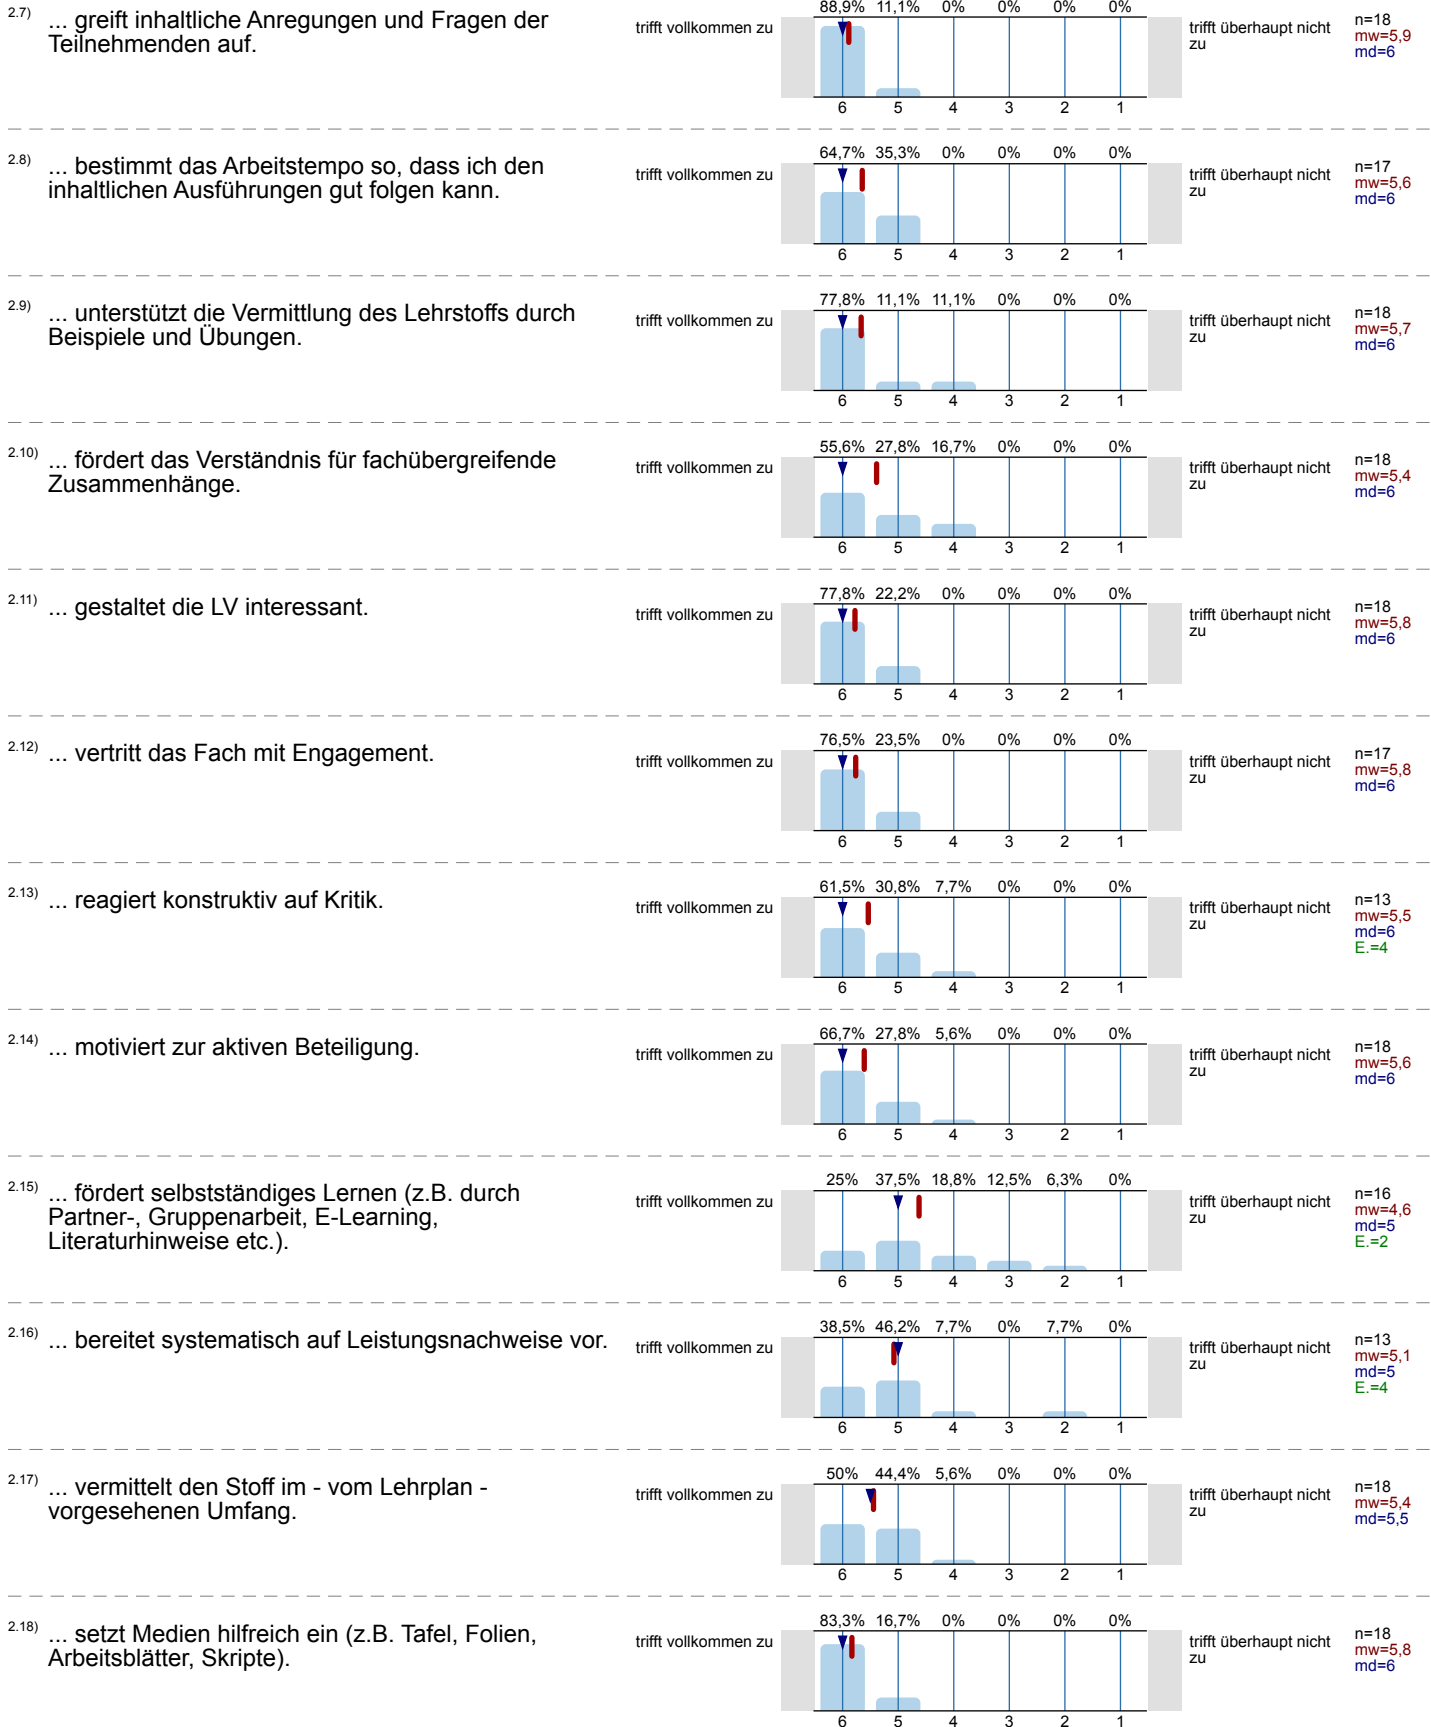 2.7) ... greift inhaltliche Anregungen und Fragen der
Teilnehmenden auf.
trifft vollkommen zu
88,9% 11,1% 0% 0% 0% 0%
6 5 4 3 2 1
trifft überhaupt nicht
zu
n=18
mw=5,9
md=6
2.8) ... bestimmt das Arbeitstempo so, dass ich den
inhaltlichen Ausführungen gut folgen kann.
trifft vollkommen zu
64,7% 35,3% 0% 0% 0% 0%
6 5 4 3 2 1
trifft überhaupt nicht
zu
n=17
mw=5,6
md=6
2.9) ... unterstützt die Vermittlung des Lehrstoffs durch
Beispiele und Übungen.
trifft vollkommen zu
77,8% 11,1% 11,1% 0% 0% 0%
6 5 4 3 2 1
trifft überhaupt nicht
zu
n=18
mw=5,7
md=6
2.10) ... fördert das Verständnis für fachübergreifende
Zusammenhänge.
trifft vollkommen zu
55,6% 27,8% 16,7% 0% 0% 0%
6 5 4 3 2 1
trifft überhaupt nicht
zu
n=18
mw=5,4
md=6
2.11) ... gestaltet die LV interessant.
trifft vollkommen zu
77,8% 22,2% 0% 0% 0% 0%
6 5 4 3 2 1
trifft überhaupt nicht
zu
n=18
mw=5,8
md=6
2.12) ... vertritt das Fach mit Engagement.
trifft vollkommen zu
76,5% 23,5% 0% 0% 0% 0%
6 5 4 3 2 1
trifft überhaupt nicht
zu
n=17
mw=5,8
md=6
2.13) ... reagiert konstruktiv auf Kritik.
trifft vollkommen zu
61,5% 30,8% 7,7% 0% 0% 0%
6 5 4 3 2 1
trifft überhaupt nicht
zu
n=13
mw=5,5
md=6
E.=4
2.14) ... motiviert zur aktiven Beteiligung.
trifft vollkommen zu
66,7% 27,8% 5,6% 0% 0% 0%
6 5 4 3 2 1
trifft überhaupt nicht
zu
n=18
mw=5,6
md=6
2.15) ... fördert selbstständiges Lernen (z.B. durch
Partner-, Gruppenarbeit, E-Learning,
Literaturhinweise etc.).
trifft vollkommen zu
25% 37,5% 18,8% 12,5% 6,3% 0%
6 5 4 3 2 1
trifft überhaupt nicht
zu
n=16
mw=4,6
md=5
E.=2
2.16) ... bereitet systematisch auf Leistungsnachweise vor.
trifft vollkommen zu
38,5% 46,2% 7,7% 0% 7,7% 0%
6 5 4 3 2 1
trifft überhaupt nicht
zu
n=13
mw=5,1
md=5
E.=4
2.17) ... vermittelt den Stoff im - vom Lehrplan -
vorgesehenen Umfang.
trifft vollkommen zu
50% 44,4% 5,6% 0% 0% 0%
6 5 4 3 2 1
trifft überhaupt nicht
zu
n=18
mw=5,4
md=5,5
2.18) ... setzt Medien hilfreich ein (z.B. Tafel, Folien,
Arbeitsblätter, Skripte).
trifft vollkommen zu
83,3% 16,7% 0% 0% 0% 0%
6 5 4 3 2 1
trifft überhaupt nicht
zu
n=18
mw=5,8
md=6